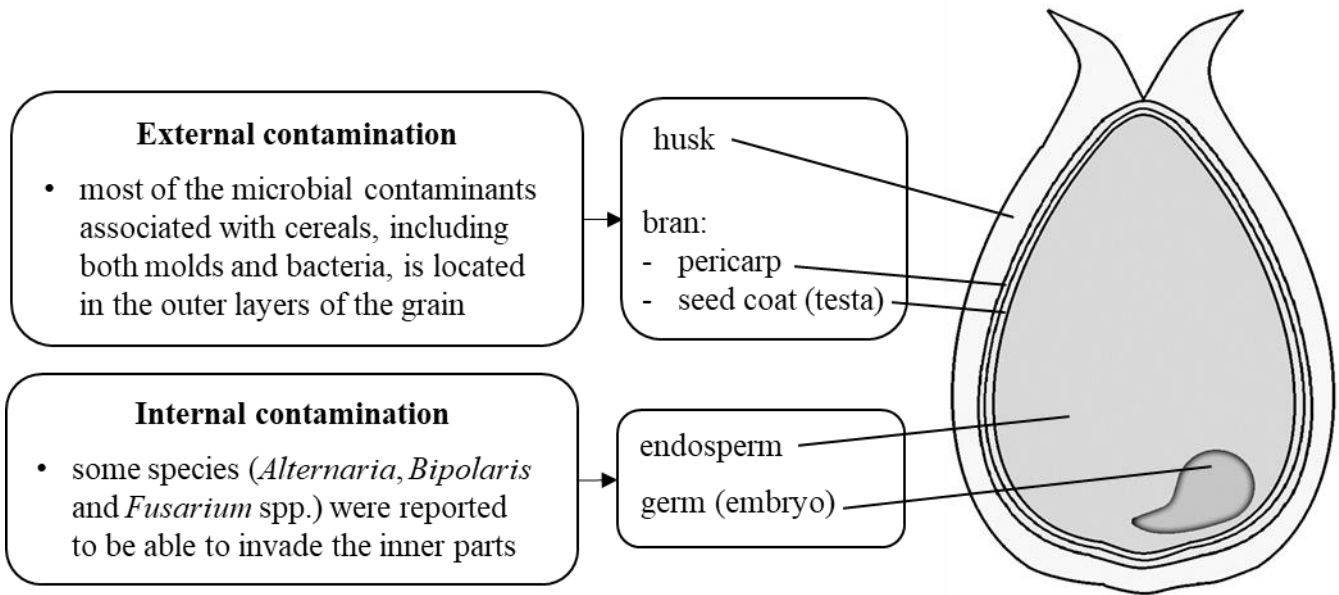 External contamination
• most of the microbial contaminants
associated with cereals, including
both molds and bacteria, is located
in the outer layers of the grain
husk
bran:
- pericarp
- seed coat (testa)
Internal contamination
• some species (Alternaria, Bipolaris
and Fusarium spp.) were reported
to be able to invade the inner parts
endosperm
germ (embryo)